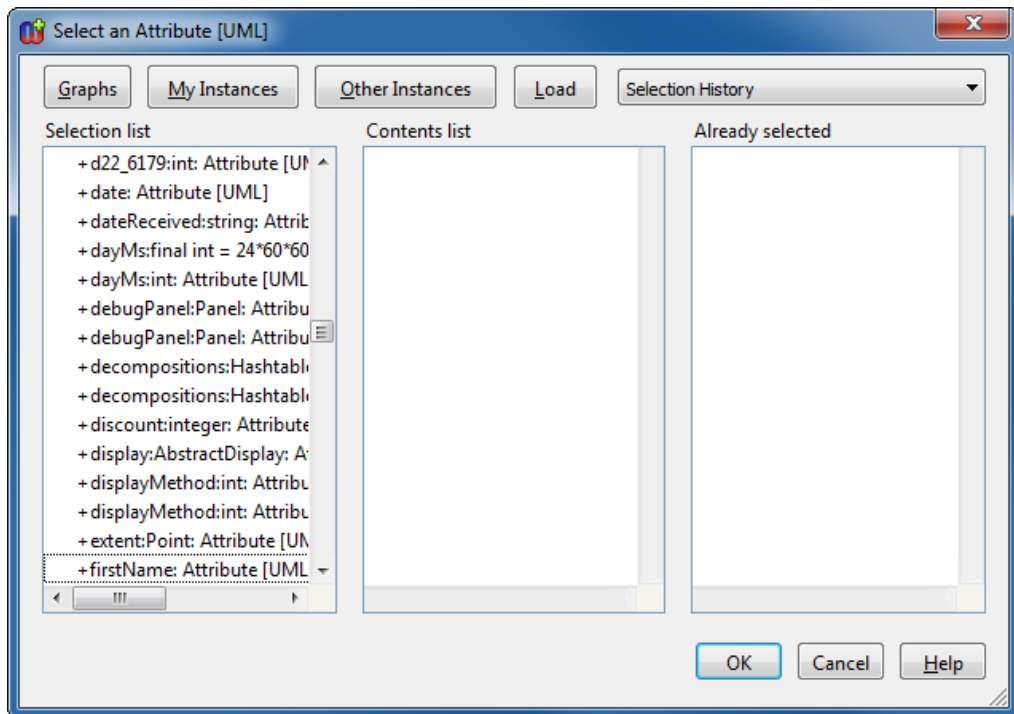 Select an Attribute [UML]
Graphs My Instances Other Instances Load Selection History
Selection list Contents list Already selected
+d22_6179:int: Attribute [UM
+date: Attribute [UML]
+dateReceived:string: Attrib
+dayMs:final int = 24*60*60
+dayMs:int: Attribute [UML
+debugPanel:Panel: Attribu
+debugPanel:Panel: Attribu
+decompositions:Hashtabl
+decompositions:Hashtabl
+discount:integer: Attribute
+display:AbstractDisplay: A
+displayMethod:int: Attribu
+displayMethod:int: Attribu
+extent:Point: Attribute [UM
+firstName: Attribute [UML
OK Cancel Help